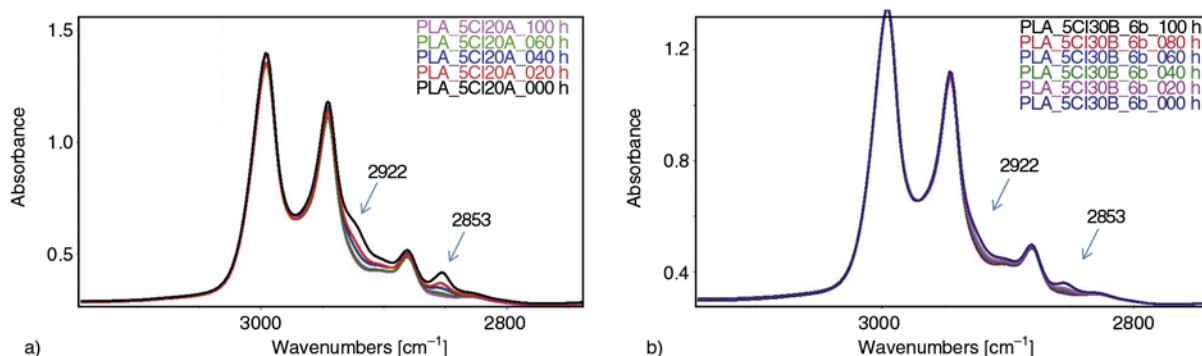 1.5
1.0
0.5
Absorbance
PLA_5Cl20A_100 h
PLA_5Cl20A_060 h
PLA_5Cl20A_040 h
PLA_5Cl20A_020 h
PLA_5Cl20A_000 h
2922
2853
3000
2800
Wavenumbers [cm⁻¹]
a)
1.2
0.8
0.4
Absorbance
PLA_5Cl30B_6b_100 h
PLA_5Cl30B_6b_080 h
PLA_5Cl30B_6b_060 h
PLA_5Cl30B_6b_040 h
PLA_5Cl30B_6b_020 h
PLA_5Cl30B_6b_000 h
2922
2853
3000
2800
Wavenumbers [cm⁻¹]
b)